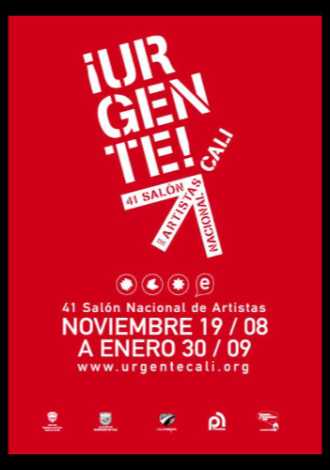 ¡UR
GEN
TE!
CALI
41 SALÓN
NACIONAL
DE ARTISTAS
e
41 Salón Nacional de Artistas
NOVIEMBRE 19 / 08
A ENERO 30 / 09
www.urgentecali.org